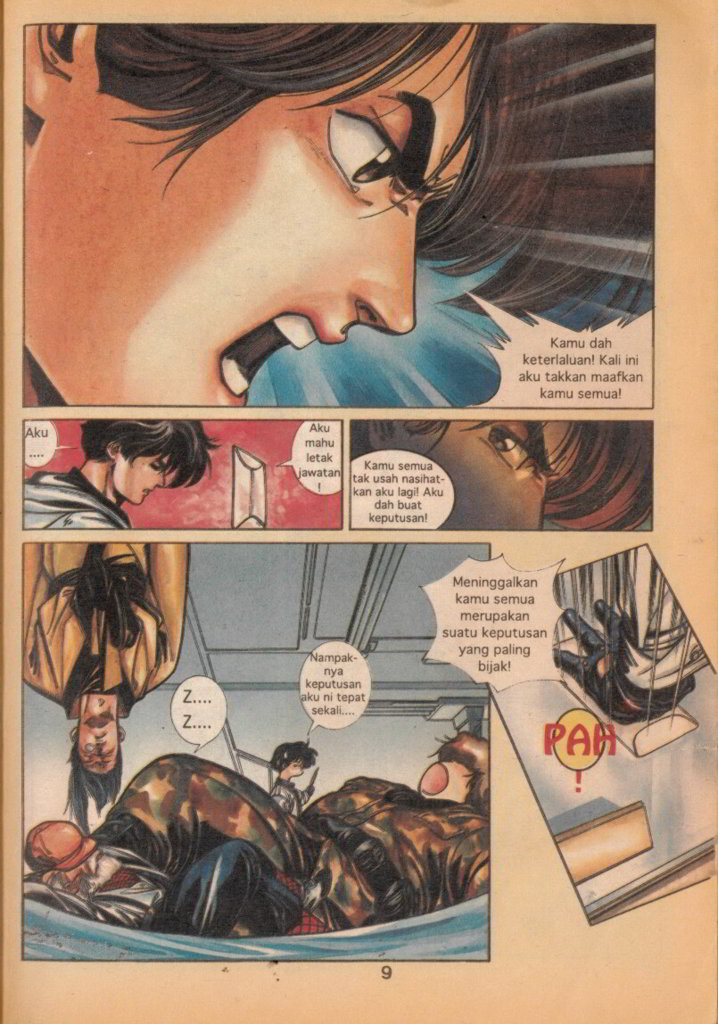 Kamu dah
keterlaluan! Kali ini
aku takkan maafkan
kamu semua!
Aku
....
Aku
mahu
letak
jawatan
!
Kamu semua
tak usah nasihat-
kan aku lagi! Aku
dah buat
keputusan!
Z....
Z....
Nampak-
nya
keputusan
aku ni tepat
sekali....
Meninggalkan
kamu semua
merupakan
suatu keputusan
yang paling
bijak!
PAH
!
9